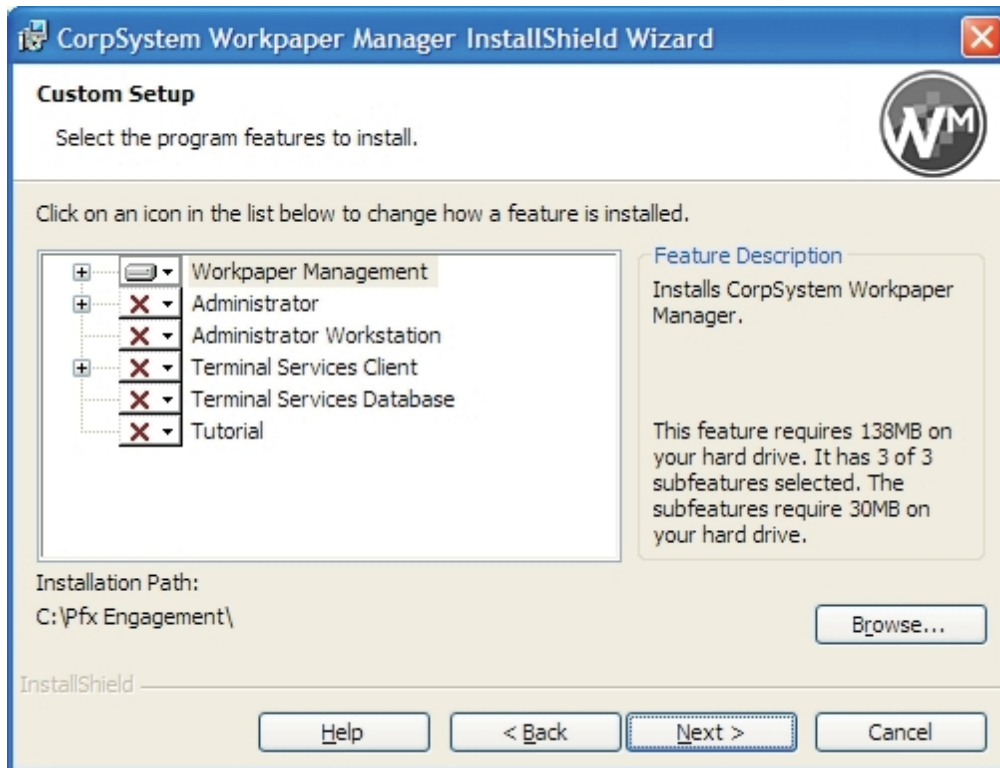 CorpSystem Workpaper Manager InstallShield Wizard
Custom Setup
Select the program features to install.
WM
Click on an icon in the list below to change how a feature is installed.
Workpaper Management
Administrator
Administrator Workstation
Terminal Services Client
Terminal Services Database
Tutorial
Feature Description
Installs CorpSystem Workpaper
Manager.
This feature requires 138MB on
your hard drive. It has 3 of 3
subfeatures selected. The
subfeatures require 30MB on
your hard drive.
Installation Path:
C:\Pfx Engagement\
Browse...
InstallShield
Help
< Back
Next >
Cancel